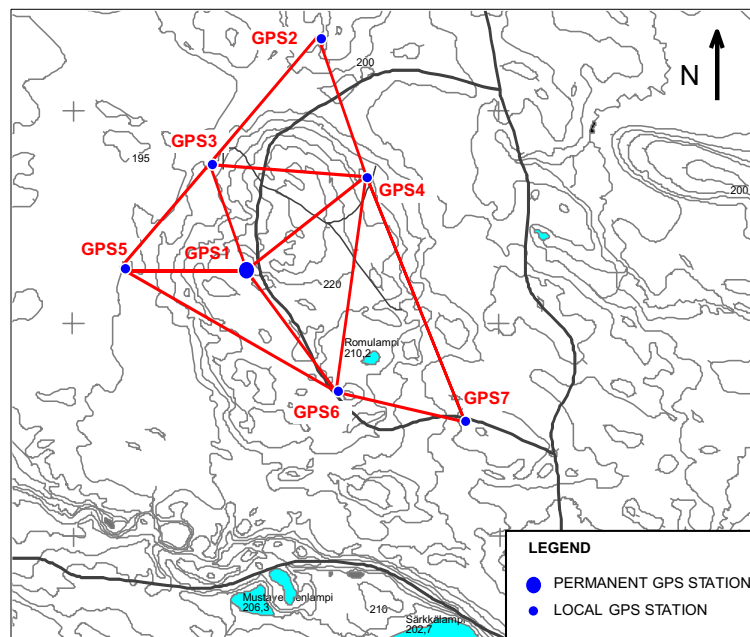 GPS2
200
N
GPS3
195
GPS4
200
GPS5
GPS1
220
Romulampi
210,2
GPS7
GPS6
LEGEND
PERMANENT GPS STATION
LOCAL GPS STATION
206,3
210
Särkkälampi
202,7